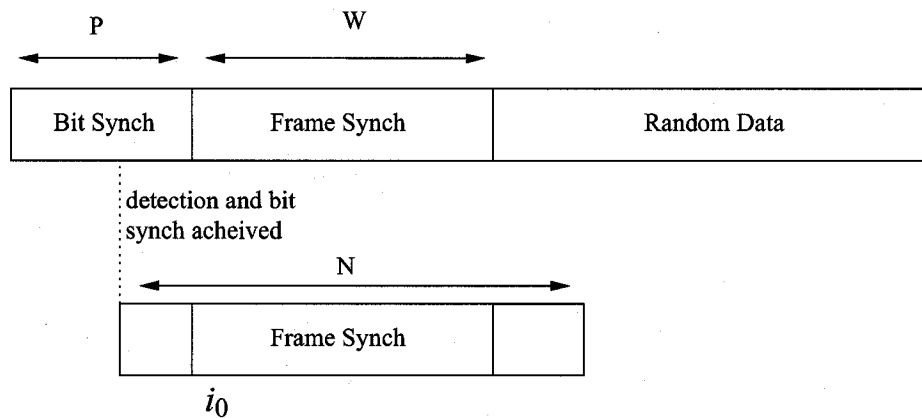 P
W
Bit Synch
Frame Synch
Random Data
detection and bit
synch acheived
N
Frame Synch
i0